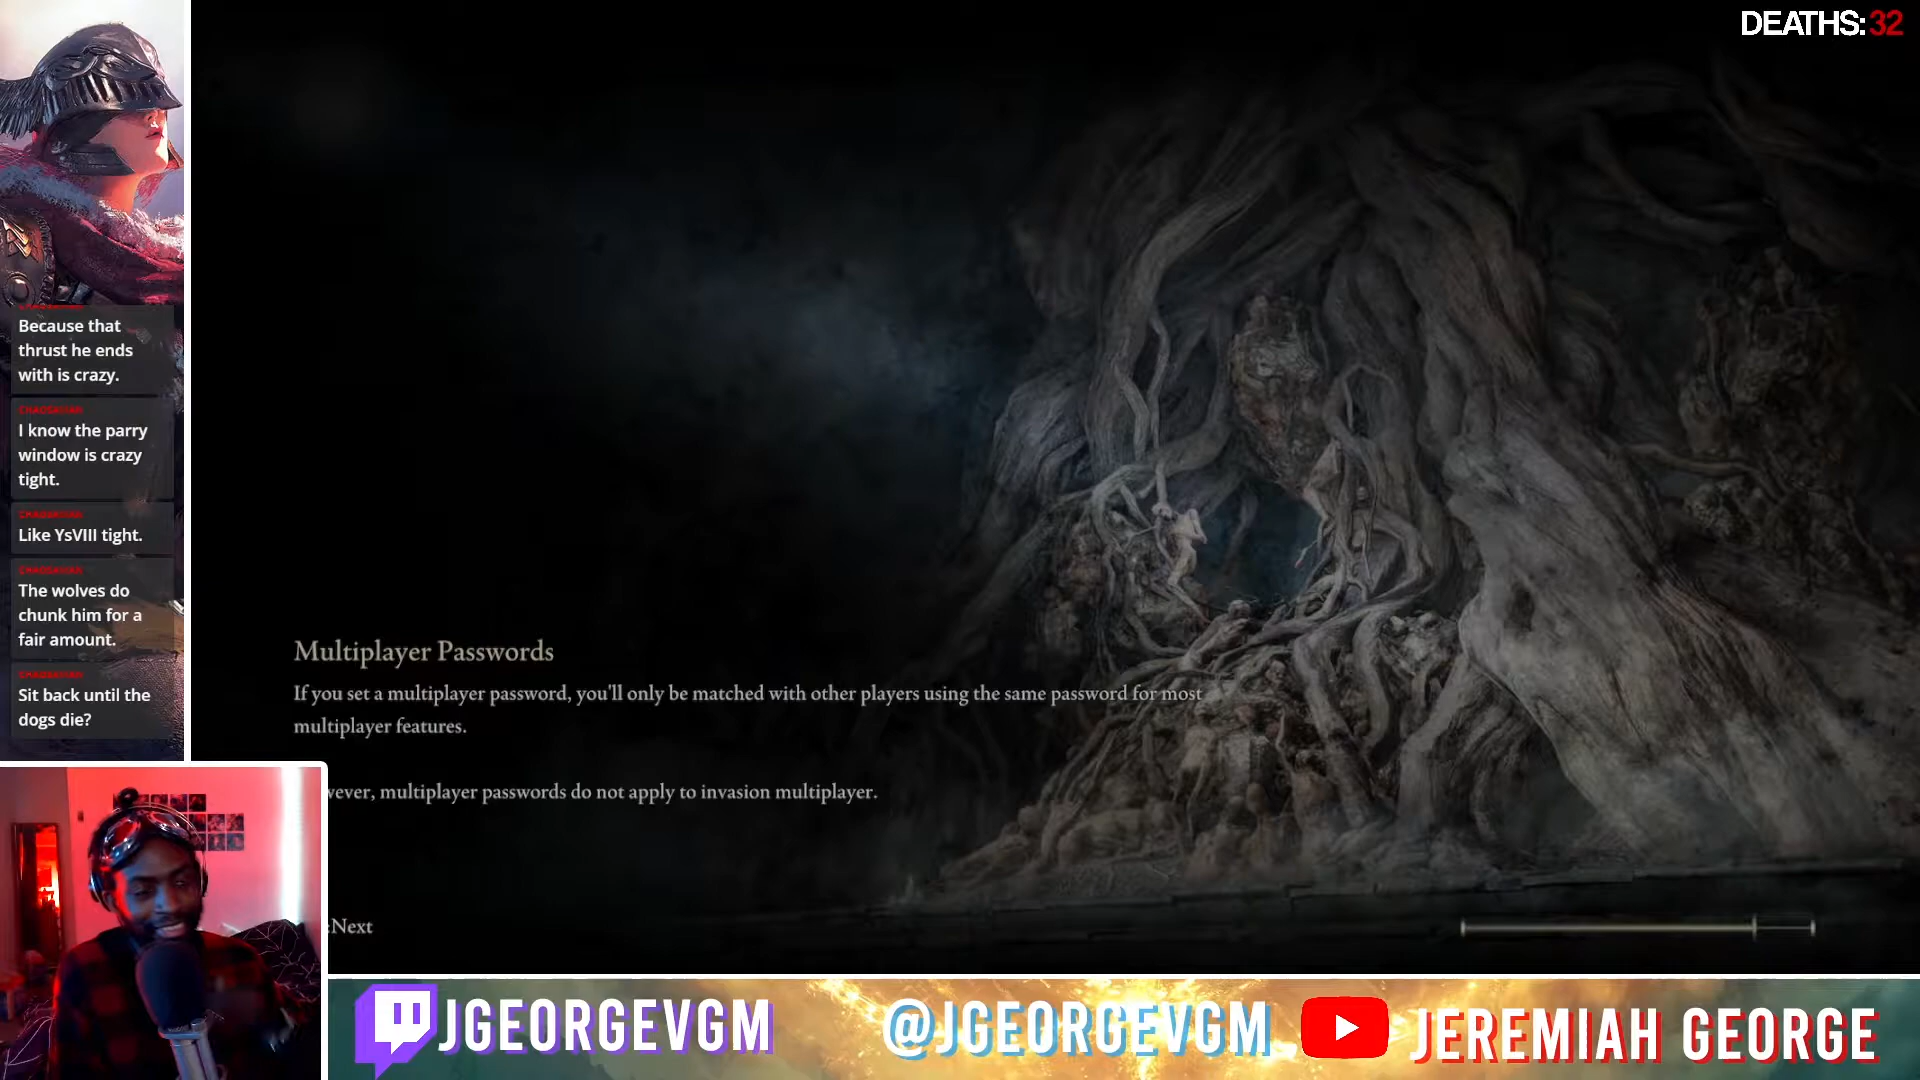 DEATHS:32
Because that
thrust he ends
with is crazy.
CHAOSAVIAN
I know the parry
window is crazy
tight.
Like YsVIII tight.
The wolves do
chunk him for a
fair amount.
Sit back until the
dogs die?
Multiplayer Passwords
If you set a multiplayer password, you'll only be matched with other players using the same password for most
multiplayer features.
wever, multiplayer passwords do not apply to invasion multiplayer.
:Next
JGEORGEVGM
@JGEORGEVGM
JEREMIAH GEORGE